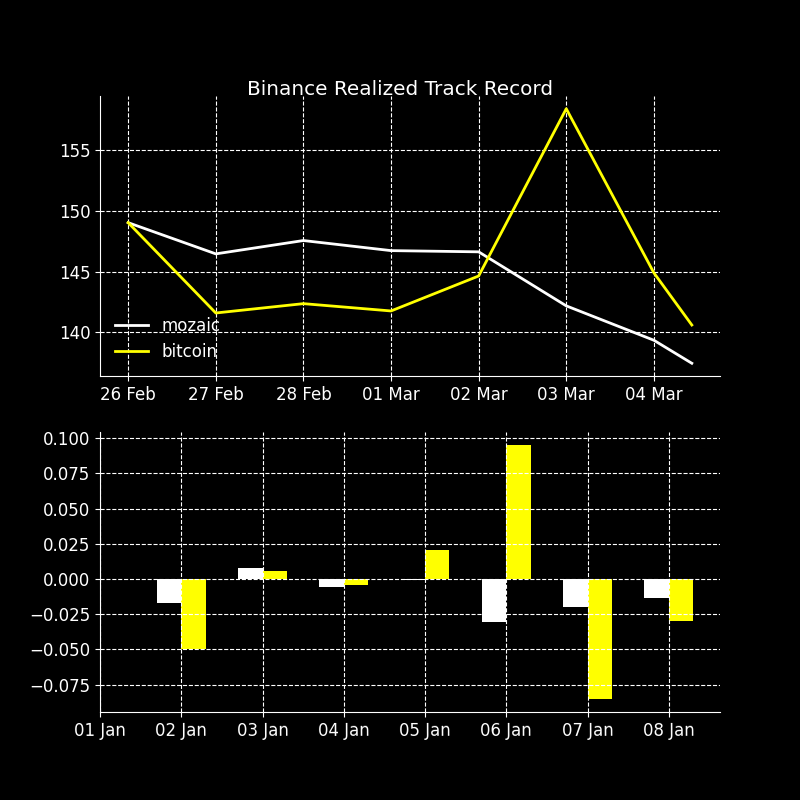 Binance Realized Track Record
155
150
145
140
mozaic
bitcoin
26 Feb 27 Feb 28 Feb 01 Mar 02 Mar 03 Mar 04 Mar
0.100
0.075
0.050
0.025
0.000
−0.025
−0.050
−0.075
01 Jan 02 Jan 03 Jan 04 Jan 05 Jan 06 Jan 07 Jan 08 Jan